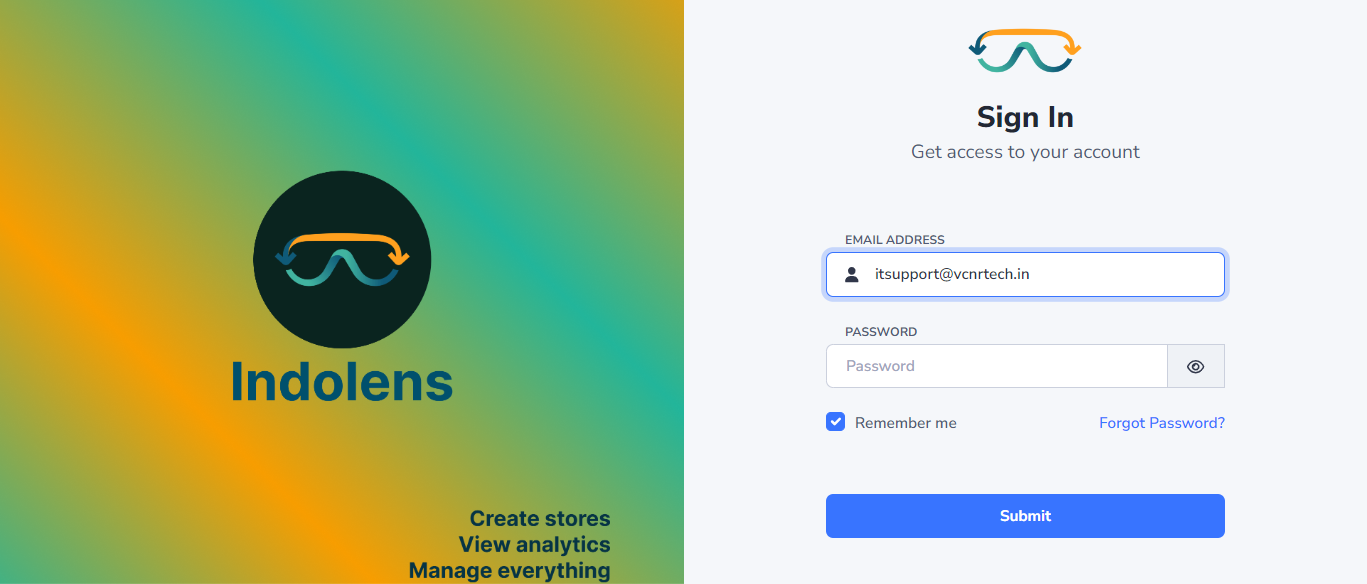 Indolens
Create stores
View analytics
Manage everything
Sign In
Get access to your account
EMAIL ADDRESS
itsupport@vcnrtech.in
PASSWORD
Password
Remember me
Forgot Password?
Submit